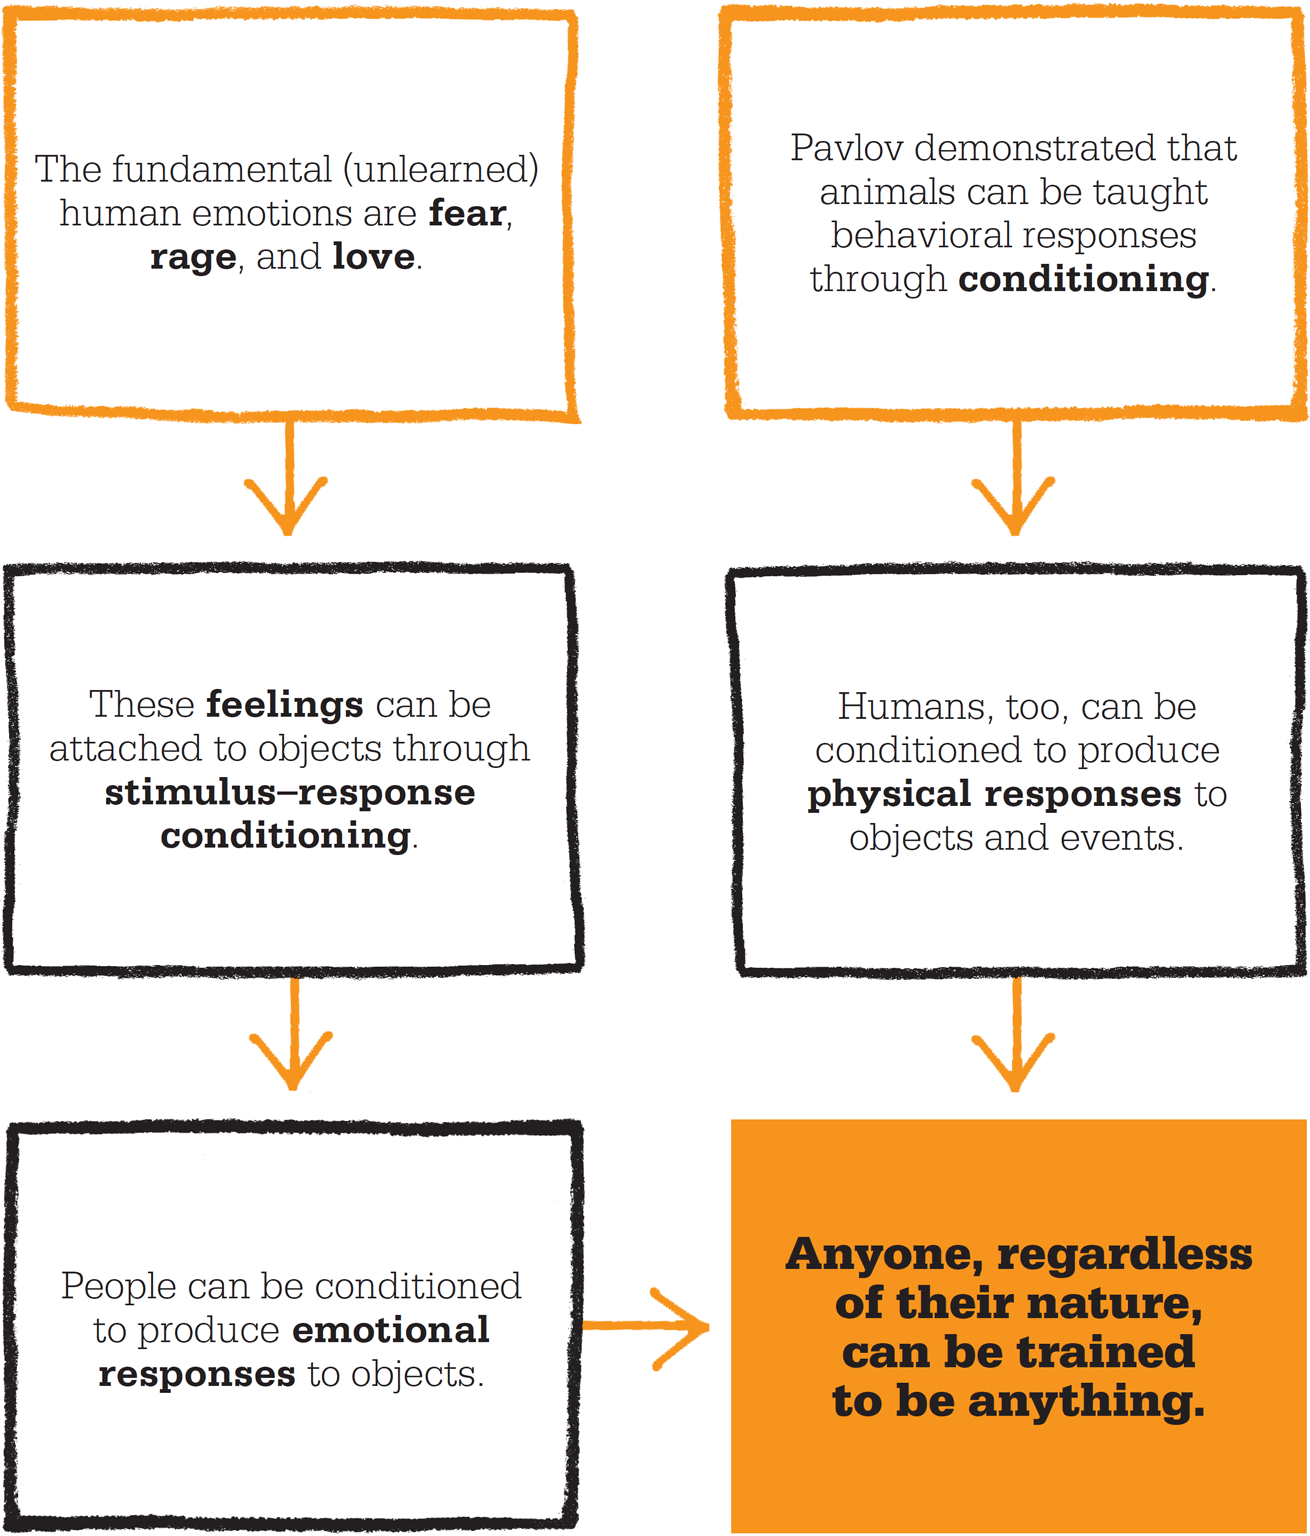 The fundamental (unlearned)
human emotions are fear,
rage, and love.
Pavlov demonstrated that
animals can be taught
behavioral responses
through conditioning.
These feelings can be
attached to objects through
stimulus–response
conditioning.
Humans, too, can be
conditioned to produce
physical responses to
objects and events.
People can be conditioned
to produce emotional
responses to objects.
Anyone, regardless
of their nature,
can be trained
to be anything.